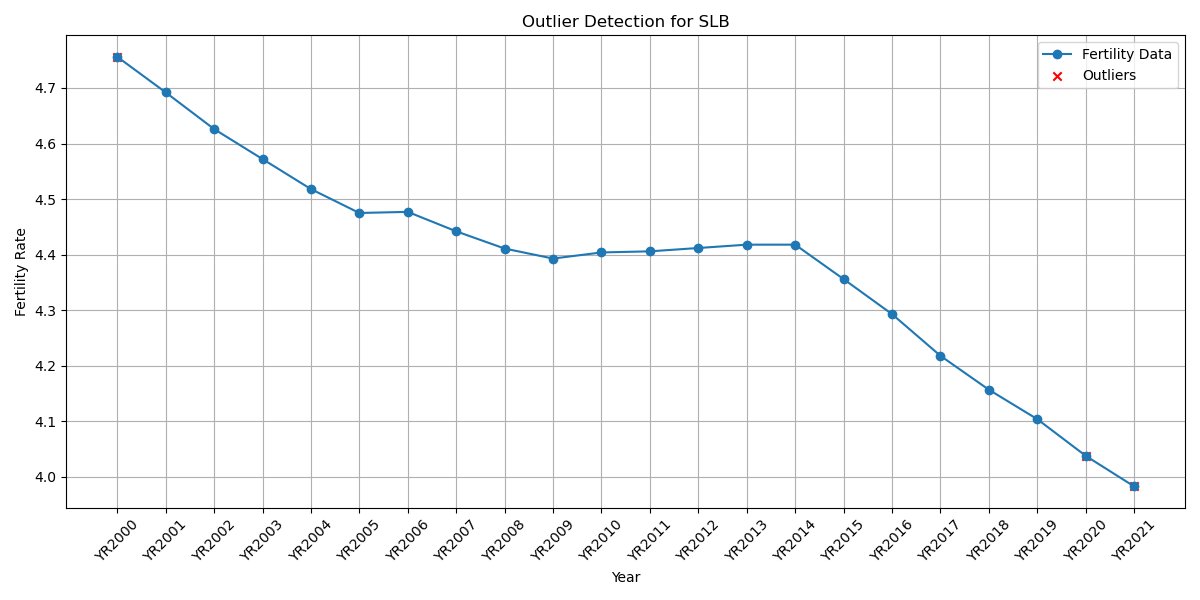 Outlier Detection for SLB
Fertility Data
Outliers
Fertility Rate
4.7
4.6
4.5
4.4
4.3
4.2
4.1
4.0
YR2000
YR2001
YR2002
YR2003
YR2004
YR2005
YR2006
YR2007
YR2008
YR2009
YR2010
YR2011
YR2012
YR2013
YR2014
YR2015
YR2016
YR2017
YR2018
YR2019
YR2020
YR2021
Year